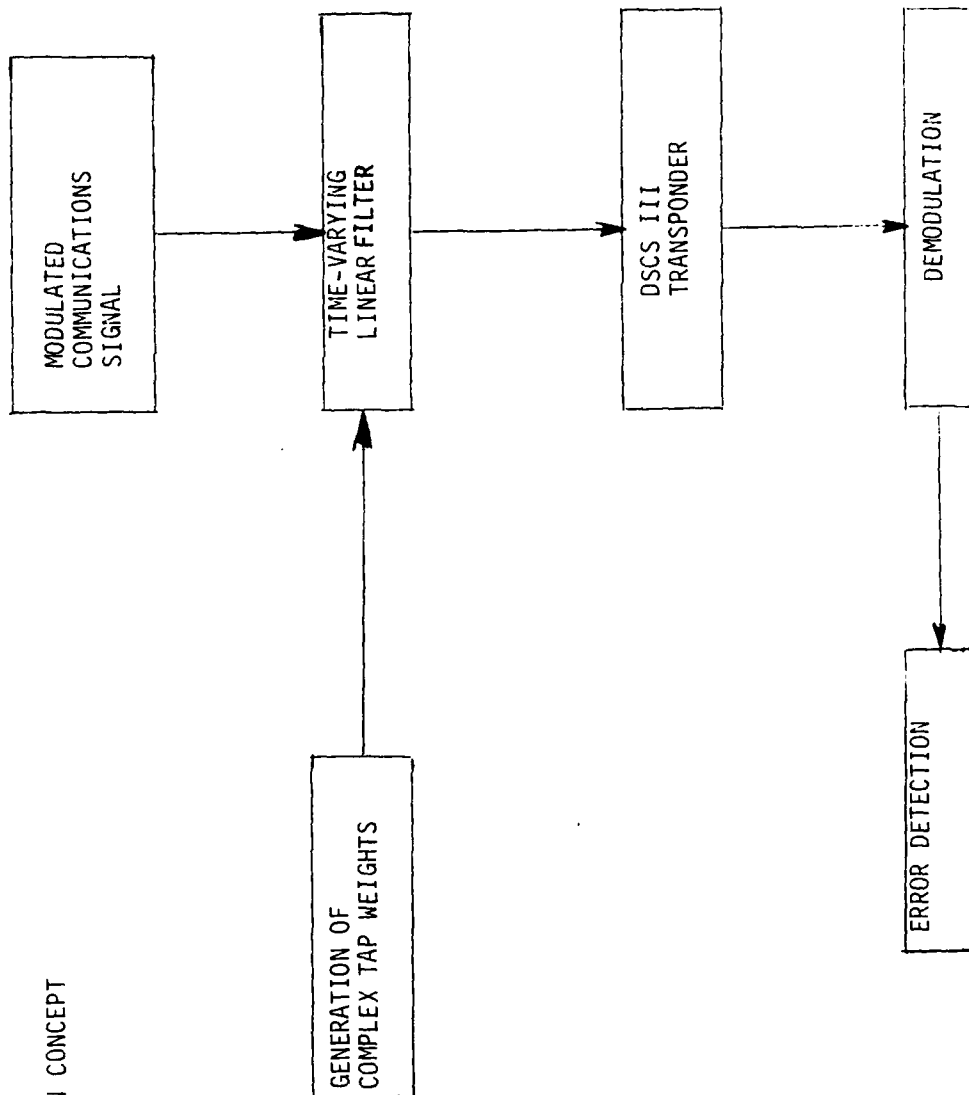 CONCEPT
MODULATED
COMMUNICATIONS
SIGNAL
GENERATION OF
COMPLEX TAP WEIGHTS
TIME-VARYING
LINEAR FILTER
DSCS III
TRANSPONDER
ERROR DETECTION
DEMODULATION